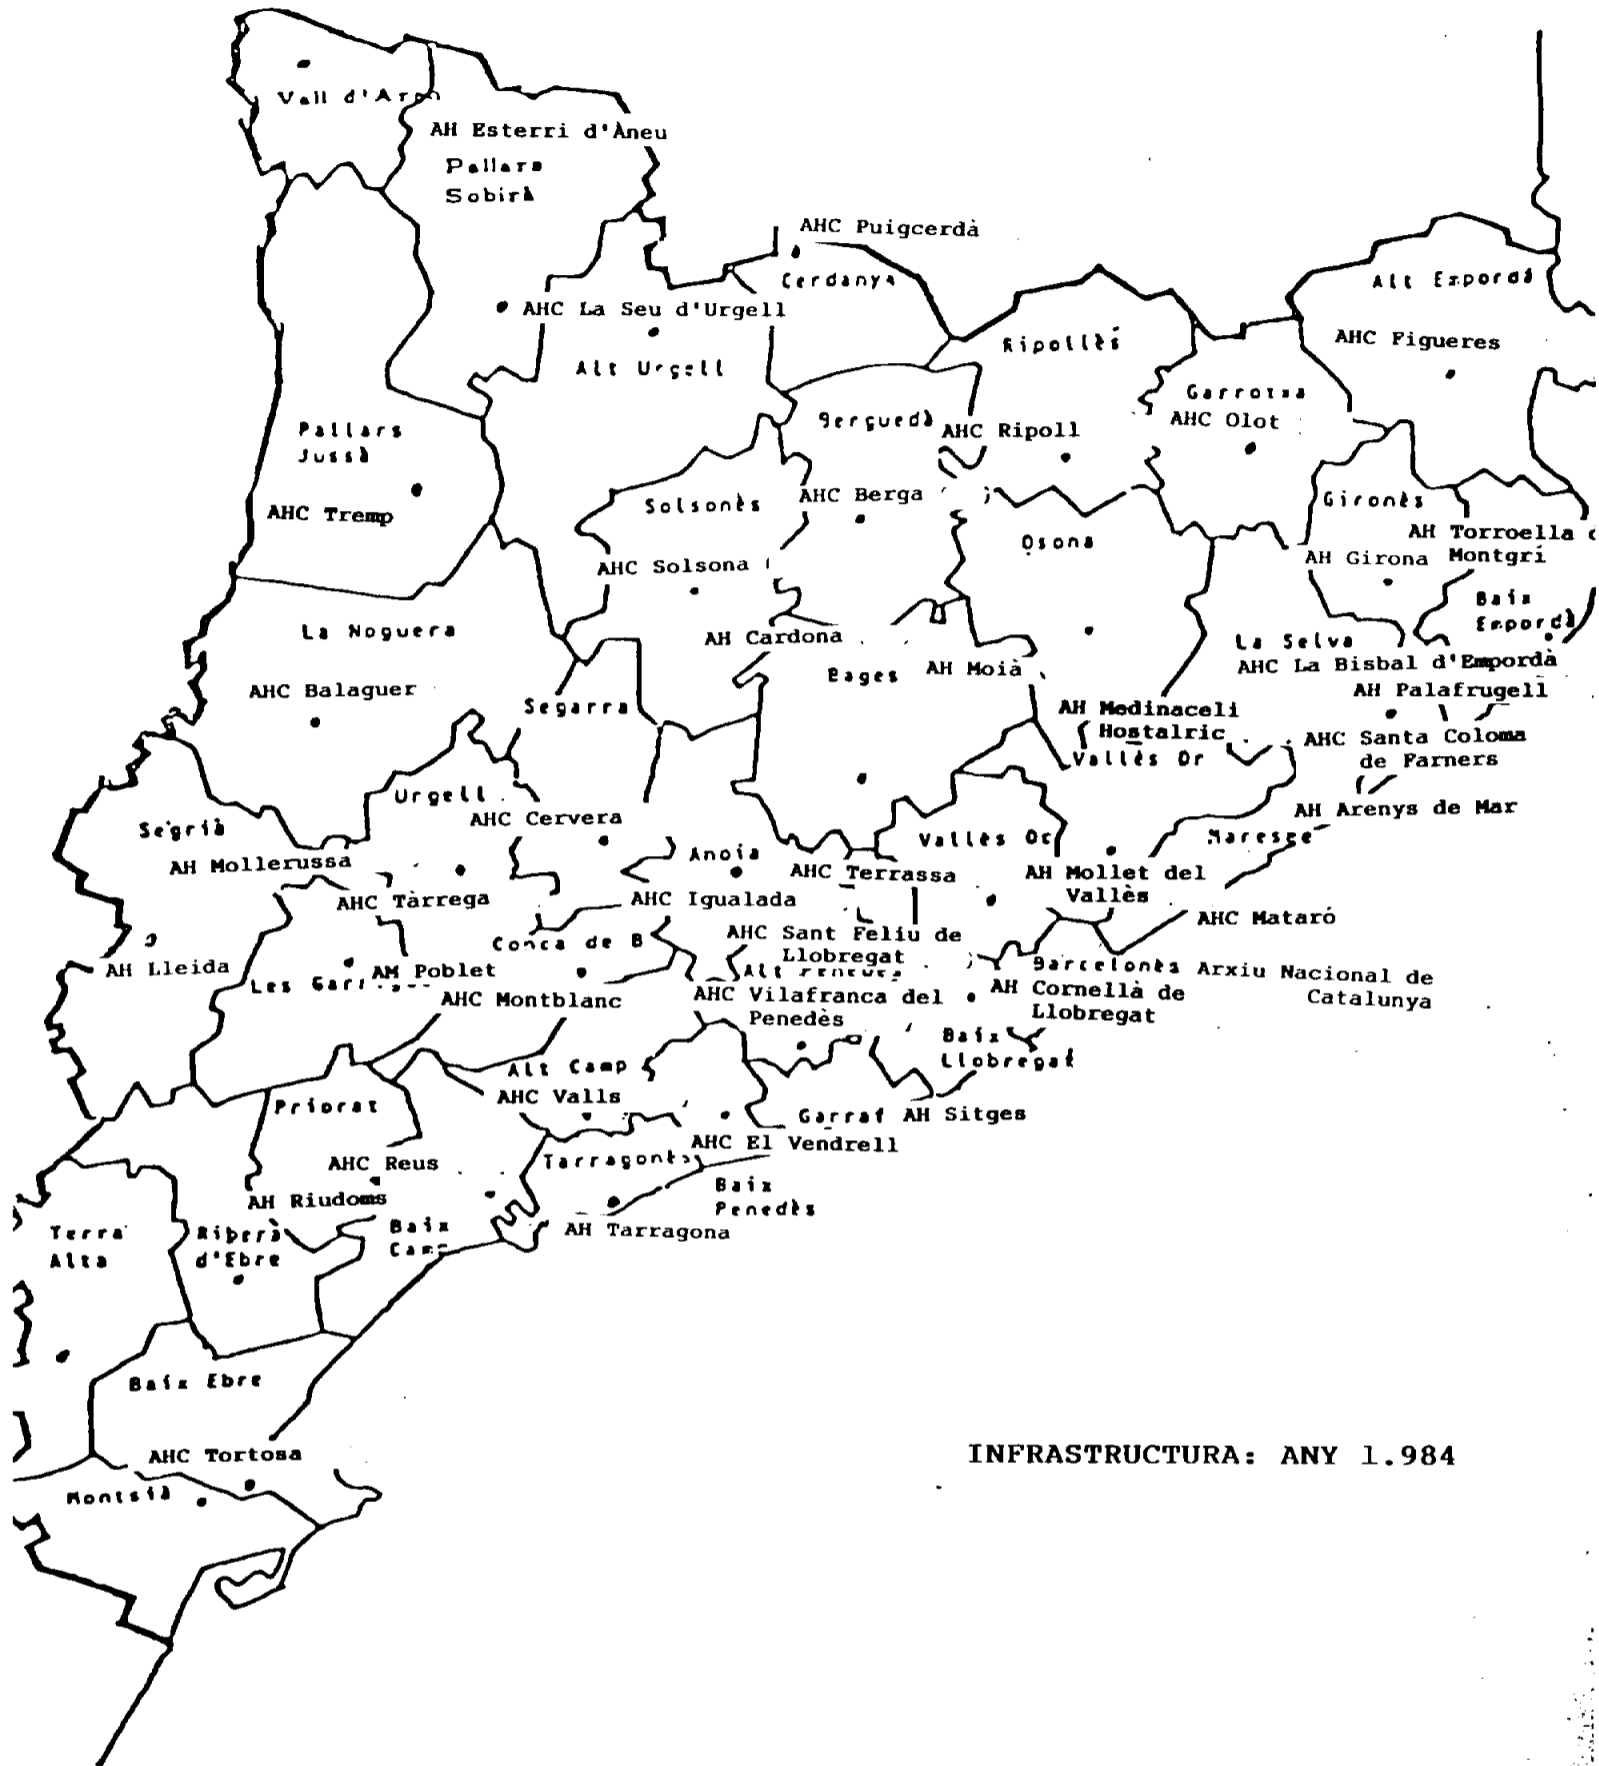 Vall d'Aran
AH Esterri d'Àneu
Pallars
Sobirà
AHC Puigcerdà
Cerdanya
Alt Empordà
AHC La Seu d'Urgell
Ripollès
AHC Figueres
Alt Urgell
Garrotxa
AHC Olot
Berguedà
AHC Ripoll
Pallars
Jussà
Solsonès
AHC Berga
Gironès
AHC Tremp
Osona
AH Torroella d
Montgrí
AHC Solsona
AH Girona
Baix
Empordà
La Noguera
AH Cardona
La Selva
AHC La Bisbal d'Empordà
Bages
AH Moià
AHC Balaguer
AH Palafrugell
Segarra
AH Medinaceli
Hostalric
Vallès Or
AHC Santa Coloma
de Farners
Urgell
AH Arenys de Mar
Segrià
AHC Cervera
Vallès Oc
Maresme
AH Mollerussa
Anoia
AHC Terrassa
AH Mollet del
Vallès
AHC Tàrrega
AHC Igualada
AHC Mataró
Conca de B
AHC Sant Feliu de
Llobregat
AH Lleida
Les Garr
AM Poblet
Alt Penedès
Barcelonès
Arxiu Nacional de
Catalunya
AHC Montblanc
AHC Vilafranca del
Penedès
AH Cornellà de
Llobregat
Baix
Llobregat
Alt Camp
AHC Valls
Priorat
Garraf
AH Sitges
AHC El Vendrell
AHC Reus
Tarragonès
AH Riudoms
Baix
Penedès
Terra
Alta
Ribera
d'Ebre
Baix
Camp
AH Tarragona
Baix Ebre
AHC Tortosa
INFRASTRUCTURA: ANY 1.984
Montsià